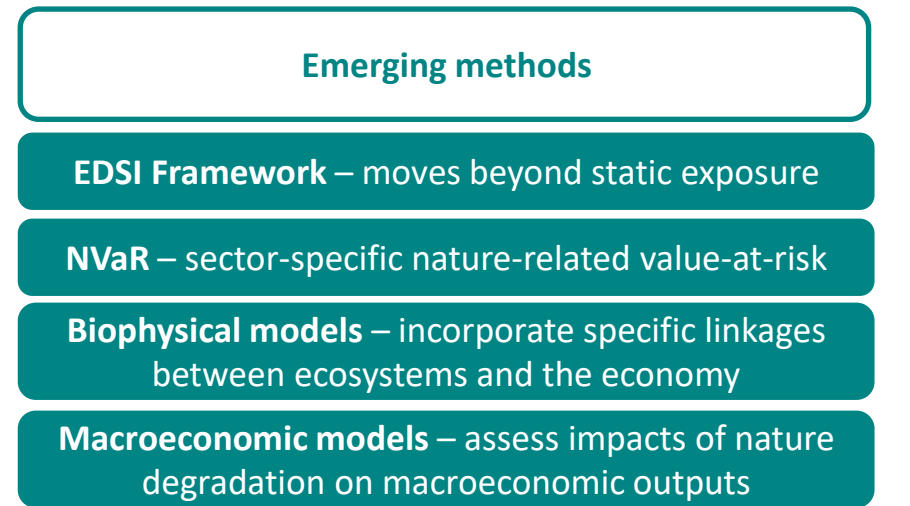 Emerging methods
EDSI Framework – moves beyond static exposure
NVaR – sector-specific nature-related value-at-risk
Biophysical models – incorporate specific linkages
between ecosystems and the economy
Macroeconomic models – assess impacts of nature
degradation on macroeconomic outputs